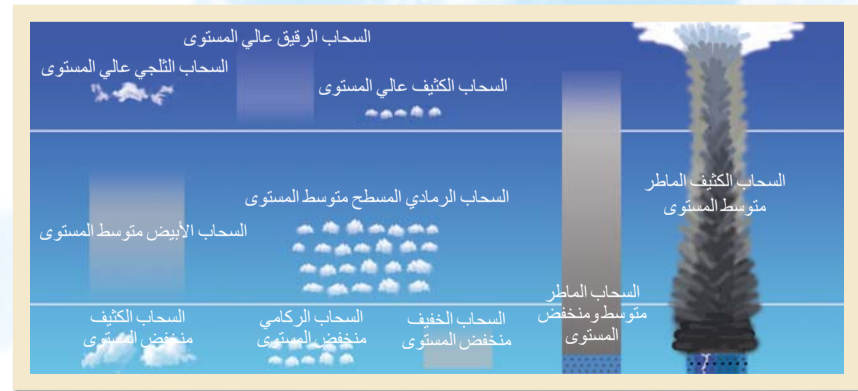 السحاب الرقيق عالي المستوى
السحاب الثلجي عالي المستوى
السحاب الكثيف عالي المستوى
السحاب الكثيف الماطر
متوسط المستوى
السحاب الرمادي المسطح متوسط المستوى
السحاب الأبيض متوسط المستوى
السحاب الماطر
متوسط ومنخفض
المستوى
السحاب الخفيف
منخفض المستوى
السحاب الركامي
منخفض المستوى
السحاب الكثيف
منخفض المستوى